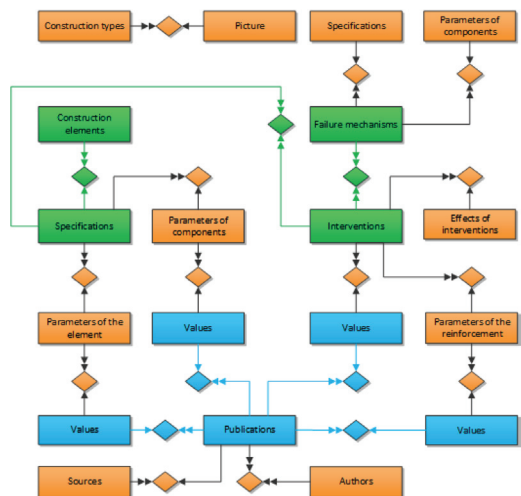 Construction types
Picture
Specifications
Parameters of
components
Construction
elements
Failure mechanisms
Specifications
Parameters of
components
Interventions
Effects of
interventions
Parameters of the
element
Values
Values
Parameters of the
reinforcement
Values
Publications
Values
Sources
Authors